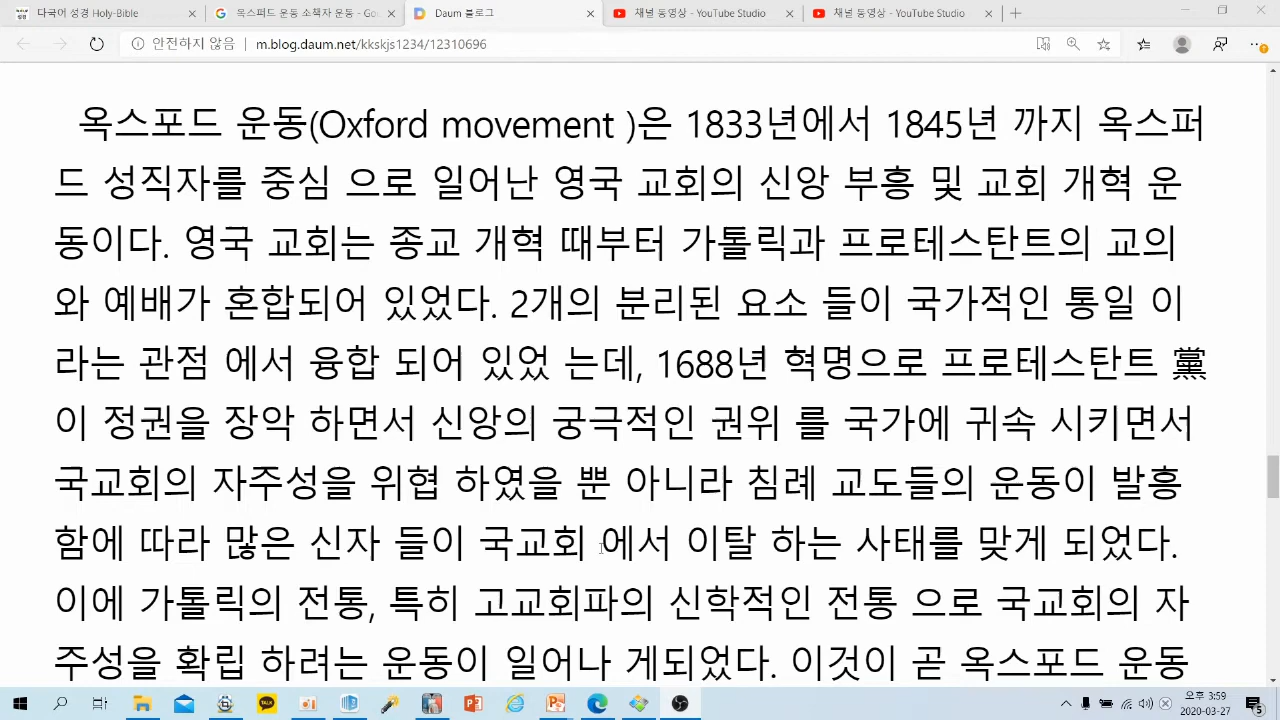 다국어 성경 Holy-Bible
옥스퍼드 운동 소책자 운동 - Go
Daum 블로그
채널 동영상 - YouTube Studio
채널 동영상 - YouTube Studio
안전하지 않음
m.blog.daum.net/kkskjs1234/12310696
옥스포드 운동(Oxford movement )은 1833년에서 1845년 까지 옥스퍼
드 성직자를 중심 으로 일어난 영국 교회의 신앙 부흥 및 교회 개혁 운
동이다. 영국 교회는 종교 개혁 때부터 가톨릭과 프로테스탄트의 교의
와 예배가 혼합되어 있었다. 2개의 분리된 요소 들이 국가적인 통일 이
라는 관점 에서 융합 되어 있었 는데, 1688년 혁명으로 프로테스탄트 黨
이 정권을 장악 하면서 신앙의 궁극적인 권위 를 국가에 귀속 시키면서
국교회의 자주성을 위협 하였을 뿐 아니라 침례 교도들의 운동이 발흥
함에 따라 많은 신자 들이 국교회 에서 이탈 하는 사태를 맞게 되었다.
이에 가톨릭의 전통, 특히 고교회파의 신학적인 전통 으로 국교회의 자
주성을 확립 하려는 운동이 일어나 게되었다. 이것이 곧 옥스포드 운동
오후 3:59
2020-03-27